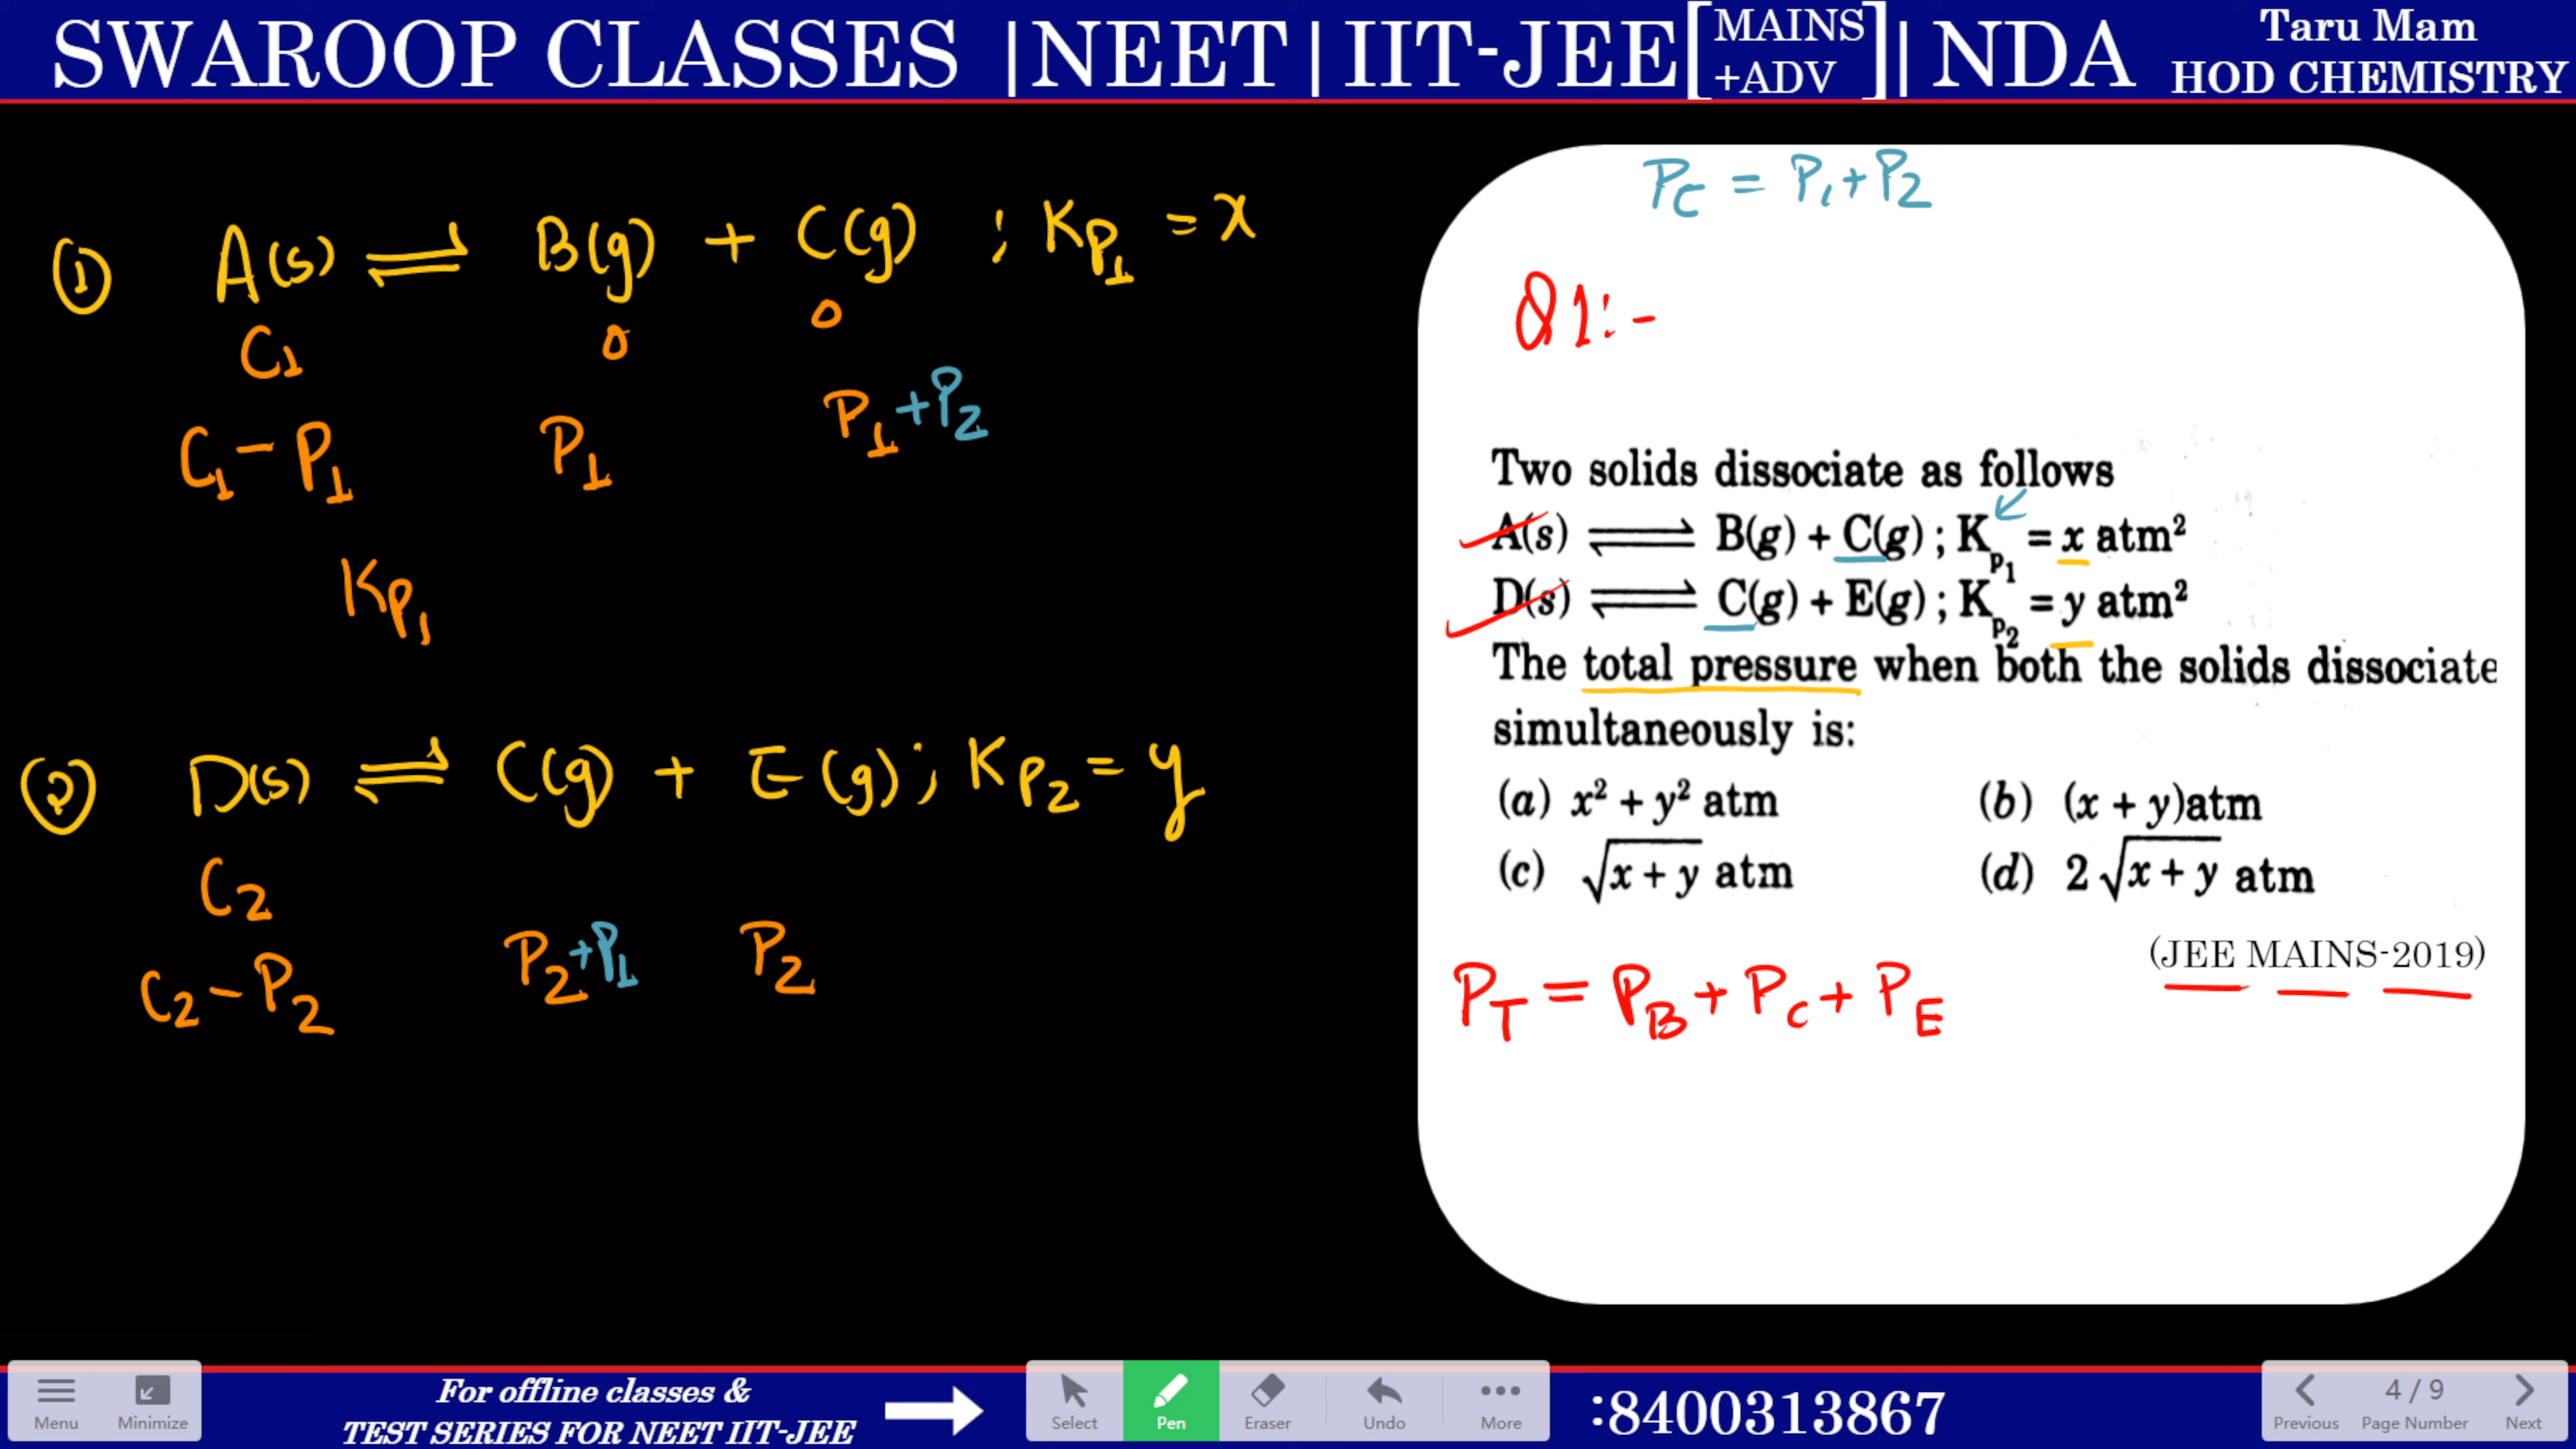 SWAROOP CLASSES |NEET| IIT-JEE[MAINS +ADV]| NDA
Taru Mam
HOD CHEMISTRY
① A(s) ⇌ B(g) + C(g) ; Kp₁ = x
C₁ 0 0
C₁ - P₁ P₁ P₁+P₂
Kp₁
② D(s) ⇌ C(g) + E(g) ; Kp₂ = y
C₂
C₂ - P₂ P₂+P₁ P₂
Pc = P₁+P₂
Q1:-
Two solids dissociate as follows
A(s) ⇌ B(g) + C(g) ; Kp₁ = x atm²
D(s) ⇌ C(g) + E(g) ; Kp₂ = y atm²
The total pressure when both the solids dissociate
simultaneously is:
(a) x² + y² atm (b) (x + y)atm
(c) √(x + y) atm (d) 2√(x + y) atm
(JEE MAINS-2019)
P_T = P_B + P_C + P_E
Menu Minimize
For offline classes &
TEST SERIES FOR NEET IIT-JEE
Select Pen Eraser Undo More
:8400313867
4 / 9
Previous Page Number Next